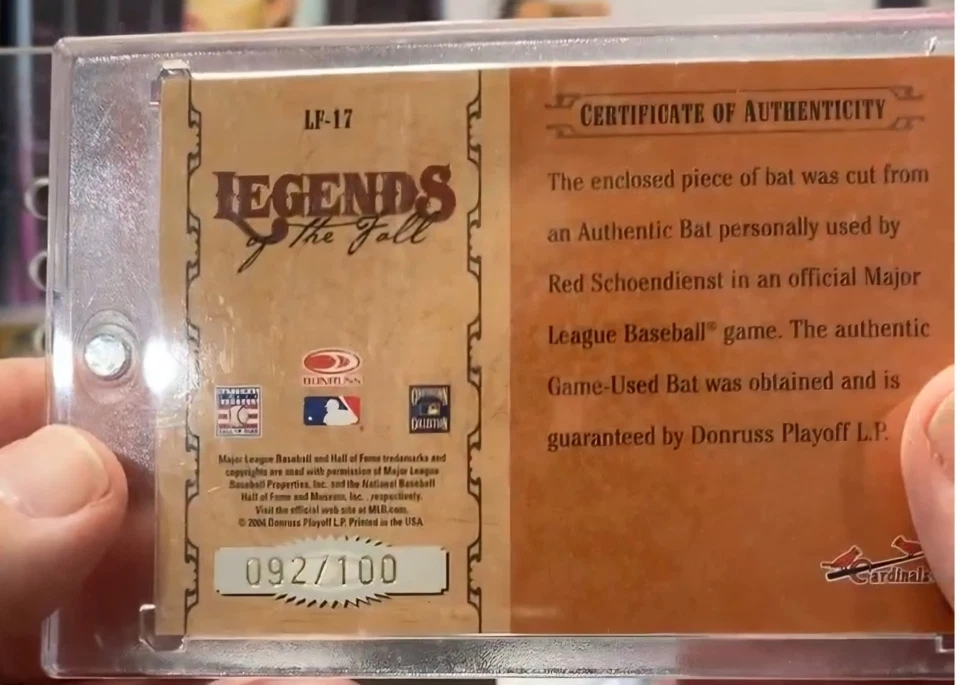 LF-17
LEGENDS
of the Fall
DONRUSS
HALL OF FAME
COOPERSTOWN
COLLECTION
Major League Baseball and Hall of Fame trademarks and
copyrights are used with permission of Major League
Baseball Properties, Inc. and the National Baseball
Hall of Fame and Museum, Inc., respectively.
Visit the official web site at MLB.com.
© 2004 Donruss Playoff L.P. Printed in the USA
092/100
CERTIFICATE OF AUTHENTICITY
The enclosed piece of bat was cut from
an Authentic Bat personally used by
Red Schoendienst in an official Major
League Baseball® game. The authentic
Game-Used Bat was obtained and is
guaranteed by Donruss Playoff L.P.
Cardinals